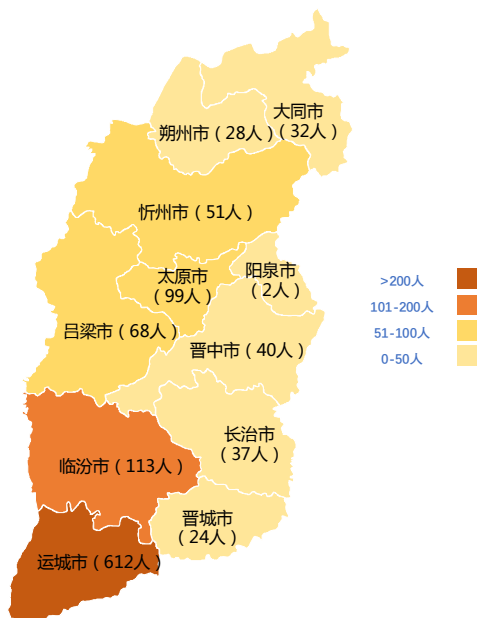 大同市
（32人）
朔州市（28人）
忻州市（51人）
阳泉市
（2人）
太原市
（99人）
吕梁市（68人）
晋中市（40人）
长治市
（37人）
临汾市（113人）
晋城市
（24人）
运城市（612人）
>200人
101-200人
51-100人
0-50人